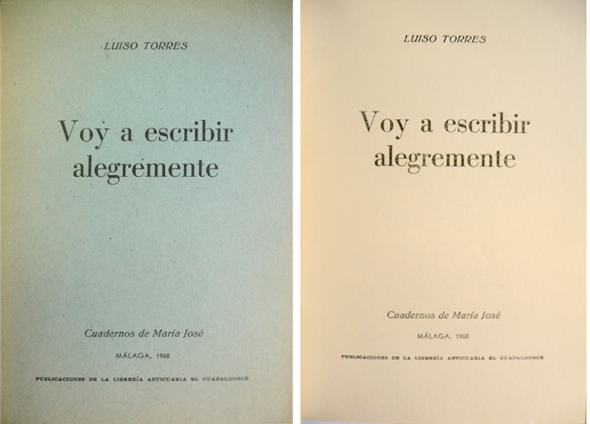 LUISO TORRES
Voy a escribir
alegremente
Cuadernos de María José
MÁLAGA, 1968
PUBLICACIONES DE LA LIBRERÍA ANTICUARIA EL GUADALHORCE
LUISO TORRES
Voy a escribir
alegremente
Cuadernos de María José
MÁLAGA, 1968
PUBLICACIONES DE LA LIBRERÍA ANTICUARIA EL GUADALHORCE